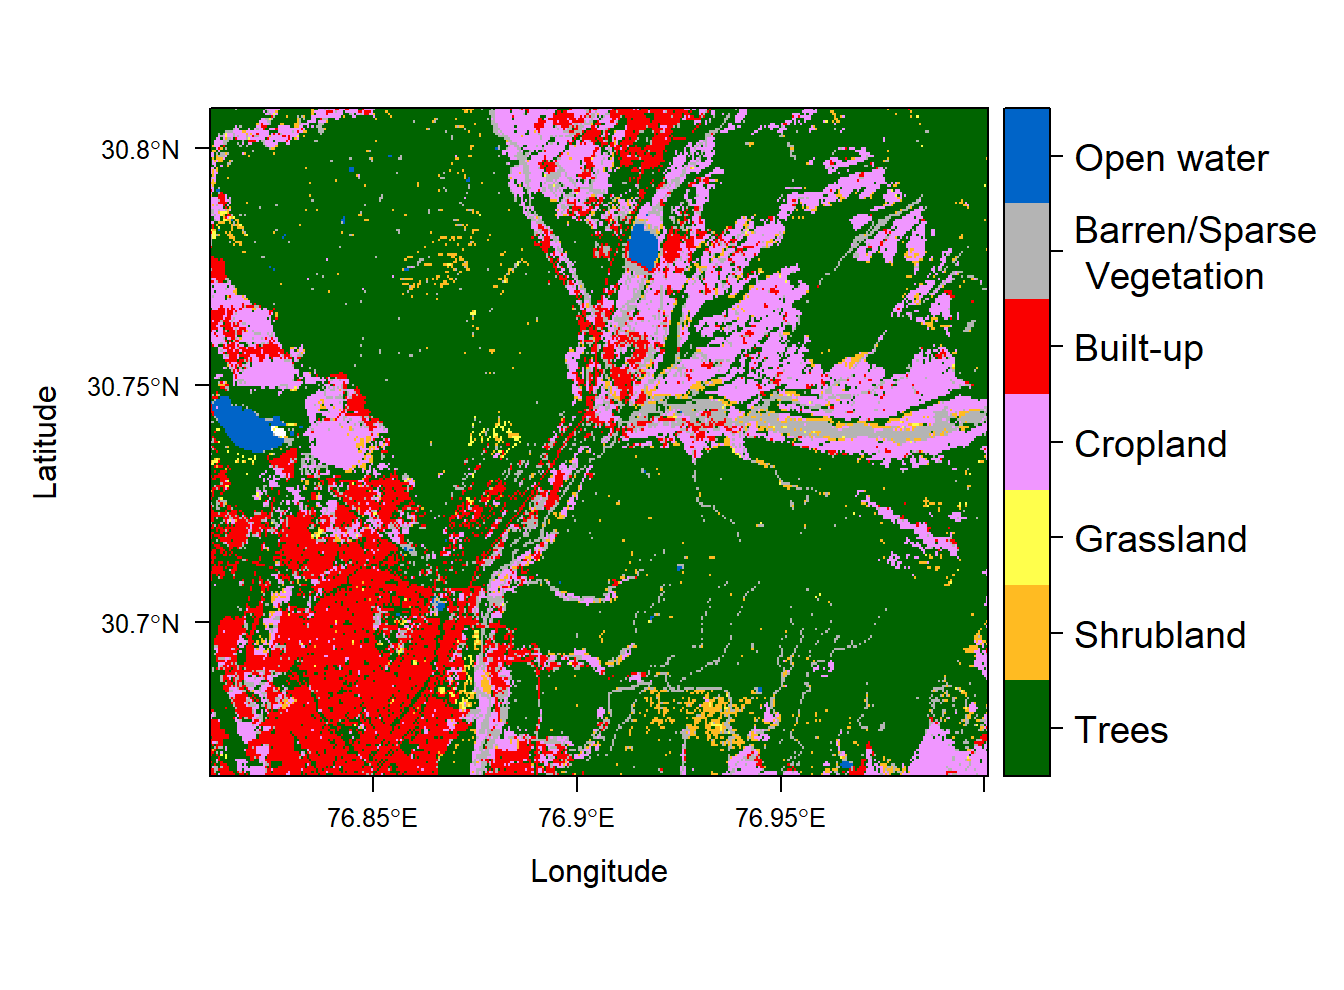 30.8°N
30.75°N
30.7°N
Latitude
76.85°E
76.9°E
76.95°E
Longitude
Open water
Barren/Sparse
Vegetation
Built-up
Cropland
Grassland
Shrubland
Trees